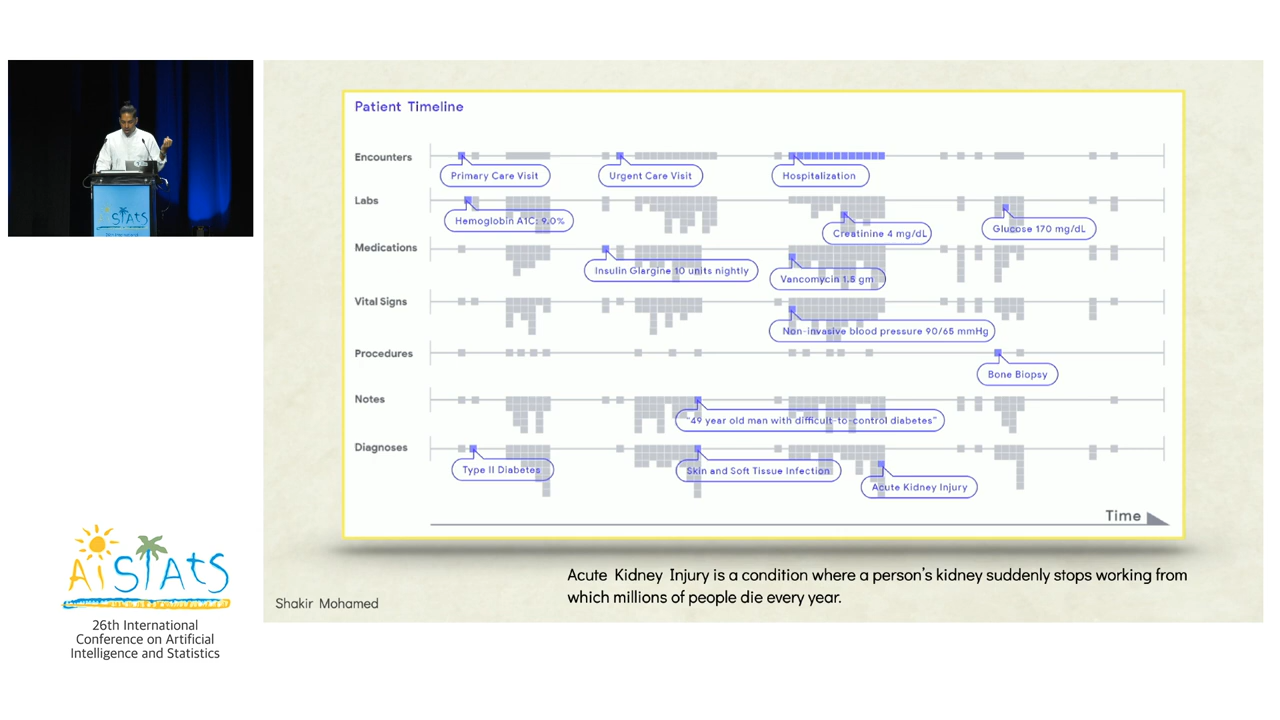 Patient Timeline
Encounters
Primary Care Visit
Urgent Care Visit
Hospitalization
Labs
Hemoglobin A1C: 9.0%
Creatinine 4 mg/dL
Glucose 170 mg/dL
Medications
Insulin Glargine 10 units nightly
Vancomycin 1.5 gm
Vital Signs
Non-invasive blood pressure 90/65 mmHg
Procedures
Bone Biopsy
Notes
"49 year old man with difficult-to-control diabetes"
Diagnoses
Type II Diabetes
Skin and Soft Tissue Infection
Acute Kidney Injury
Time
Acute Kidney Injury is a condition where a person's kidney suddenly stops working from
which millions of people die every year.
Shakir Mohamed
AISTATS
AiSTATS
26th International
Conference on Artificial
Intelligence and Statistics